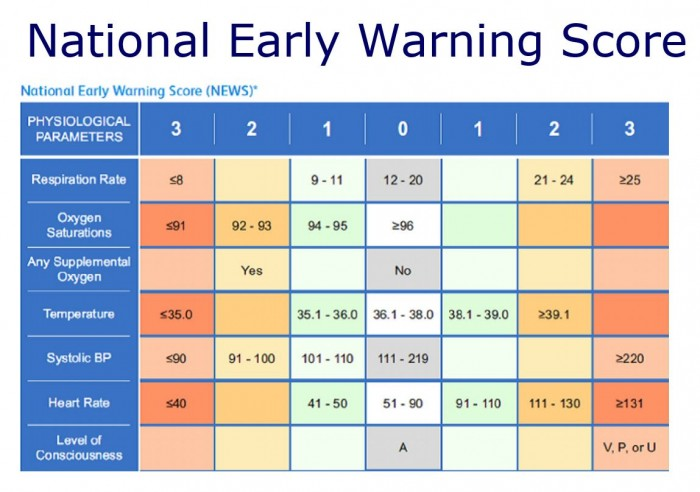 National Early Warning Score
National Early Warning Score (NEWS)*
PHYSIOLOGICAL
PARAMETERS 3 2 1 0 1 2 3
Respiration Rate ≤8 9 - 11 12 - 20 21 - 24 ≥25
Oxygen
Saturations ≤91 92 - 93 94 - 95 ≥96
Any Supplemental
Oxygen Yes No
Temperature ≤35.0 35.1 - 36.0 36.1 - 38.0 38.1 - 39.0 ≥39.1
Systolic BP ≤90 91 - 100 101 - 110 111 - 219 ≥220
Heart Rate ≤40 41 - 50 51 - 90 91 - 110 111 - 130 ≥131
Level of
Consciousness A V, P, or U